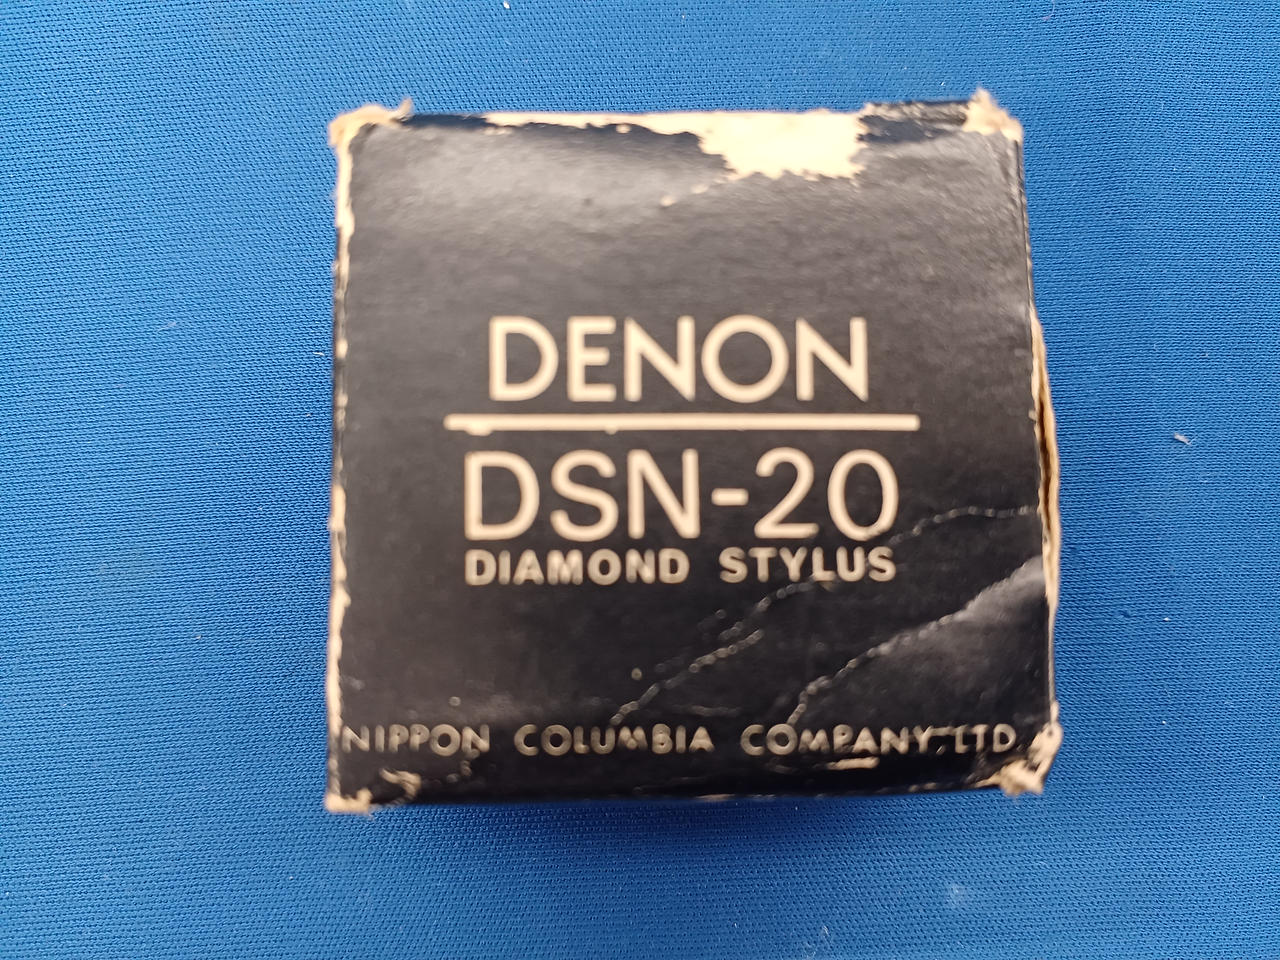 DENON
DSN-20
DIAMOND STYLUS
NIPPON COLUMBIA COMPANY LTD